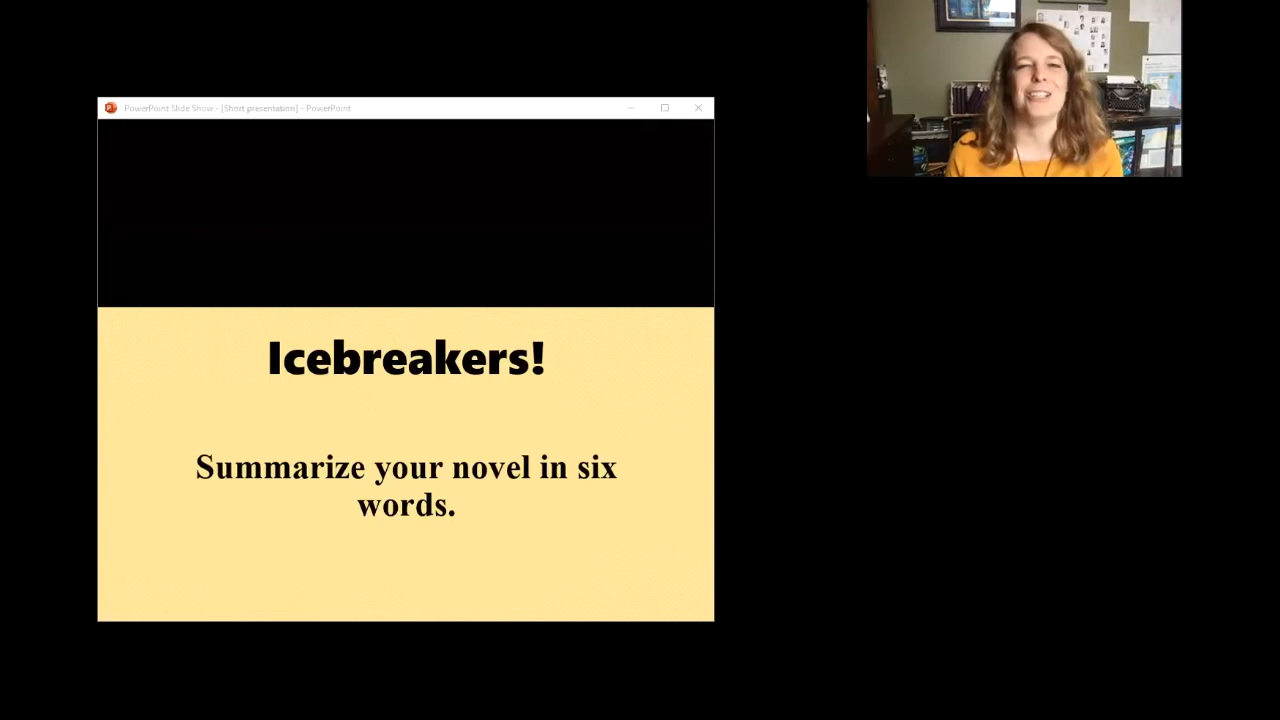 PowerPoint Slide Show - [Short presentation] - PowerPoint
Icebreakers!
Summarize your novel in six
words.